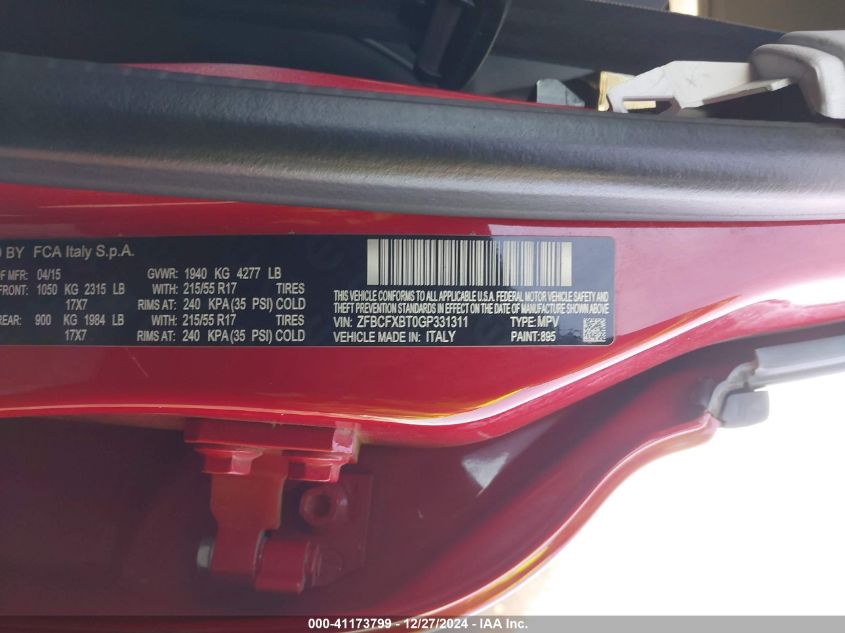 D BY FCA Italy S.p.A.
OF MFR: 04/15 GVWR: 1940 KG 4277 LB
FRONT: 1050 KG 2315 LB WITH: 215/55 R17 TIRES
17X7 RIMS AT: 240 KPA(35 PSI) COLD
REAR: 900 KG 1984 LB WITH: 215/55 R17 TIRES
17X7 RIMS AT: 240 KPA(35 PSI) COLD
THIS VEHICLE CONFORMS TO ALL APPLICABLE U.S.A. FEDERAL MOTOR VEHICLE SAFETY AND
THEFT PREVENTION STANDARDS IN EFFECT ON THE DATE OF MANUFACTURE SHOWN ABOVE.
VIN: ZFBCFXBT0GP331311 TYPE: MPV
VEHICLE MADE IN: ITALY PAINT: 895
000-41173799 - 12/27/2024 - IAA Inc.